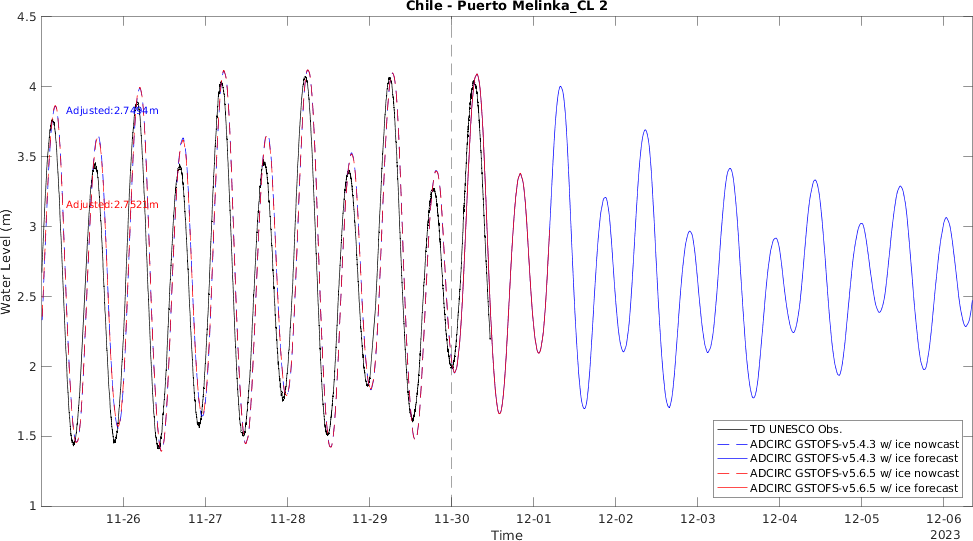 Chile - Puerto Melinka_CL 2
Water Level (m)
4.5
4
3.5
3
2.5
2
1.5
1
Adjusted:2.7494m
Adjusted:2.7521m
TD UNESCO Obs.
ADCIRC GSTOFS-v5.4.3 w/ ice nowcast
ADCIRC GSTOFS-v5.4.3 w/ ice forecast
ADCIRC GSTOFS-v5.6.5 w/ ice nowcast
ADCIRC GSTOFS-v5.6.5 w/ ice forecast
11-26 11-27 11-28 11-29 11-30 12-01 12-02 12-03 12-04 12-05 12-06
Time
2023